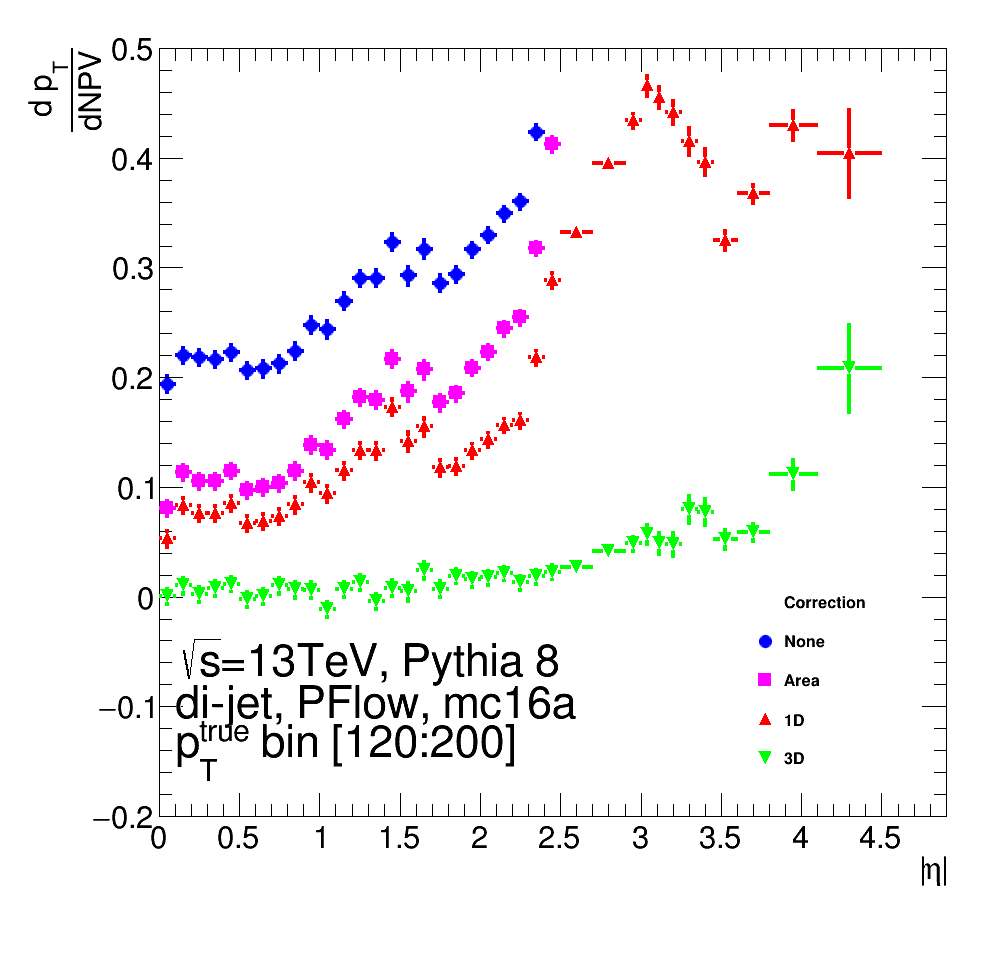 d p_T
dNPV
0.5
0.4
0.3
0.2
0.1
0
−0.1
−0.2
0 0.5 1 1.5 2 2.5 3 3.5 4 4.5
|η|
√s=13TeV, Pythia 8
di-jet, PFlow, mc16a
p_T^true bin [120:200]
Correction
None
Area
1D
3D